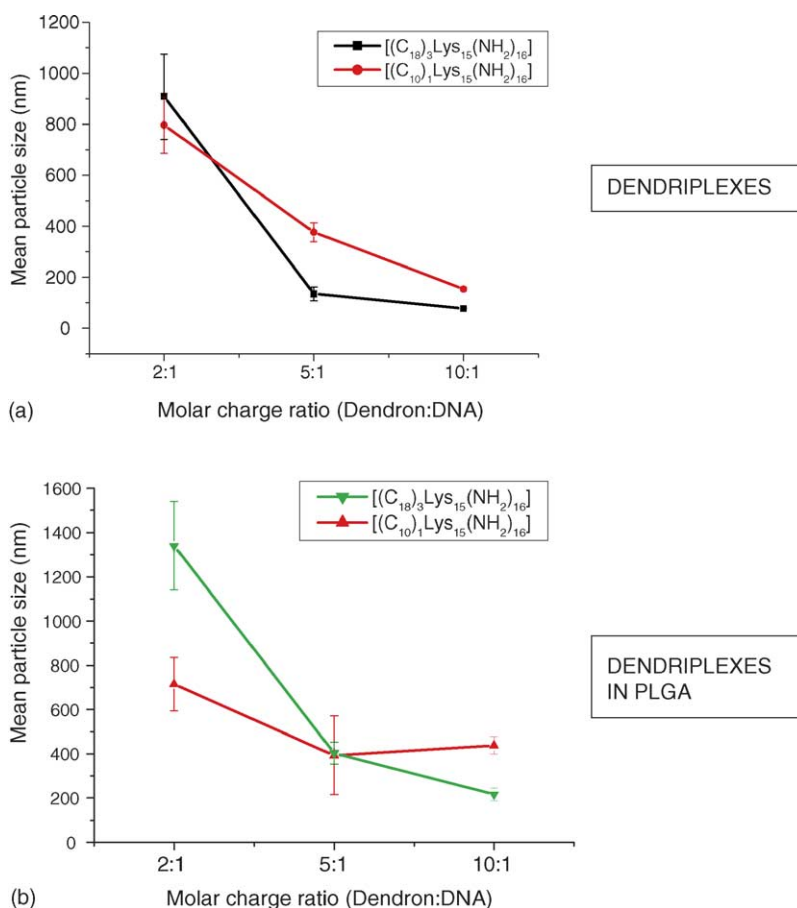 1200
1000
800
600
400
200
0
Mean particle size (nm)
[(C₁₈)₃Lys₁₅(NH₂)₁₆]
[(C₁₀)₁Lys₁₅(NH₂)₁₆]
DENDRIPLEXES
2:1 5:1 10:1
(a) Molar charge ratio (Dendron:DNA)
1600
1400
1200
1000
800
600
400
200
0
Mean particle size (nm)
[(C₁₈)₃Lys₁₅(NH₂)₁₆]
[(C₁₀)₁Lys₁₅(NH₂)₁₆]
DENDRIPLEXES
IN PLGA
2:1 5:1 10:1
(b) Molar charge ratio (Dendron:DNA)